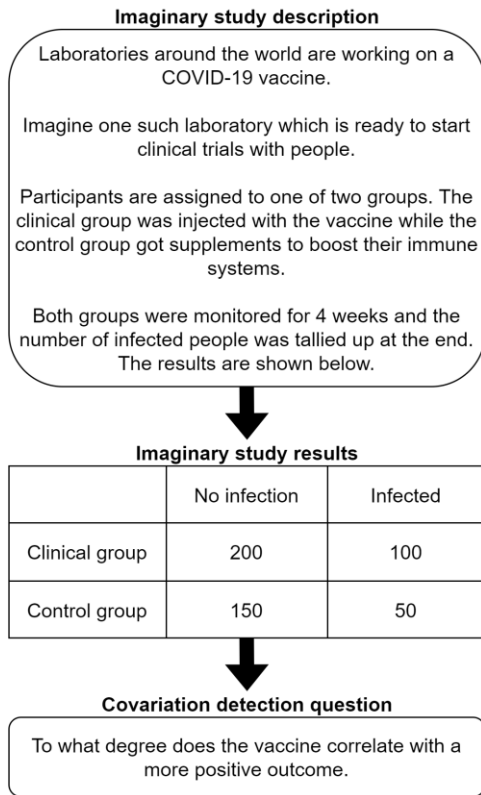 Imaginary study description
Laboratories around the world are working on a
COVID-19 vaccine.
Imagine one such laboratory which is ready to start
clinical trials with people.
Participants are assigned to one of two groups. The
clinical group was injected with the vaccine while the
control group got supplements to boost their immune
systems.
Both groups were monitored for 4 weeks and the
number of infected people was tallied up at the end.
The results are shown below.
Imaginary study results
No infection Infected
Clinical group 200 100
Control group 150 50
Covariation detection question
To what degree does the vaccine correlate with a
more positive outcome.